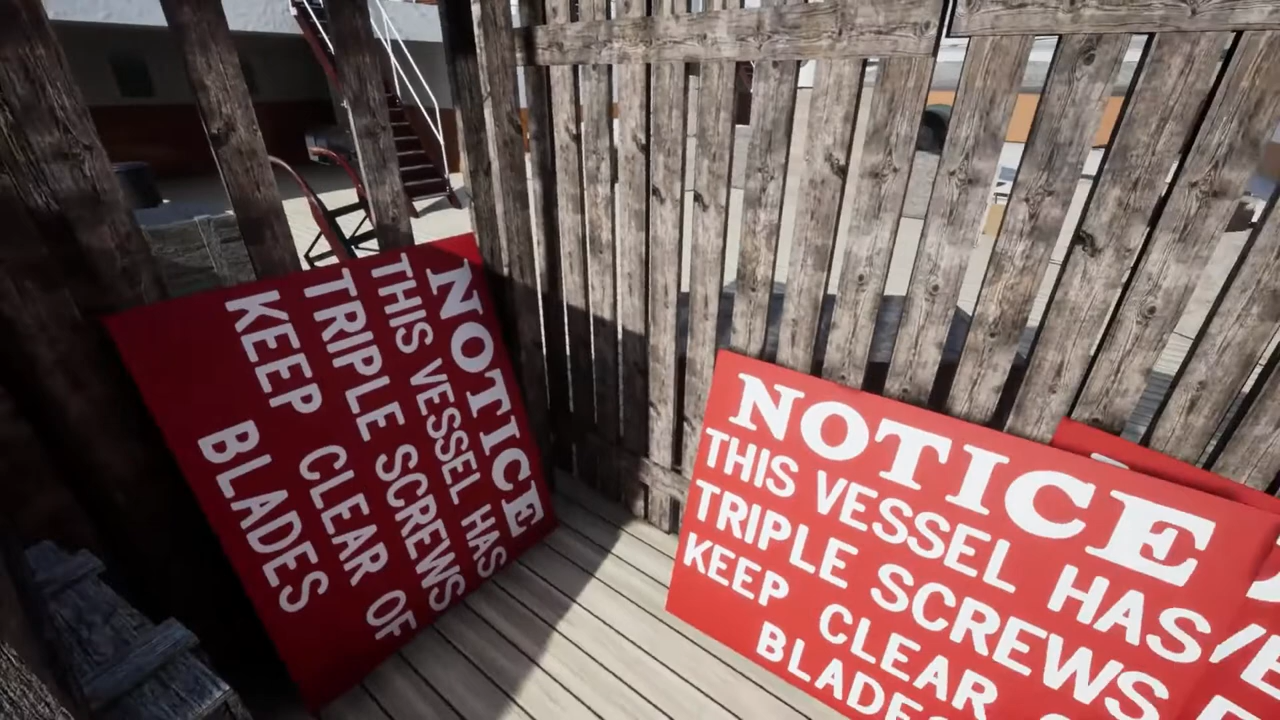 NOTICE
THIS VESSEL HAS
TRIPLE SCREWS
KEEP CLEAR OF
BLADES
NOTICE
THIS VESSEL HAS
TRIPLE SCREWS
KEEP CLEAR